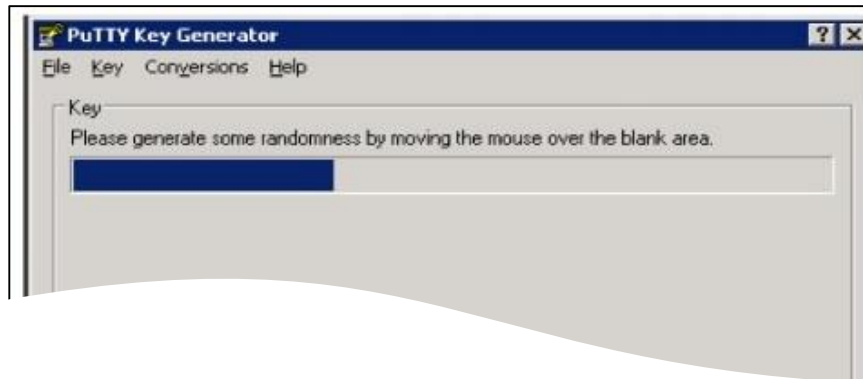 PuTTY Key Generator
File Key Conversions Help
Key
Please generate some randomness by moving the mouse over the blank area.